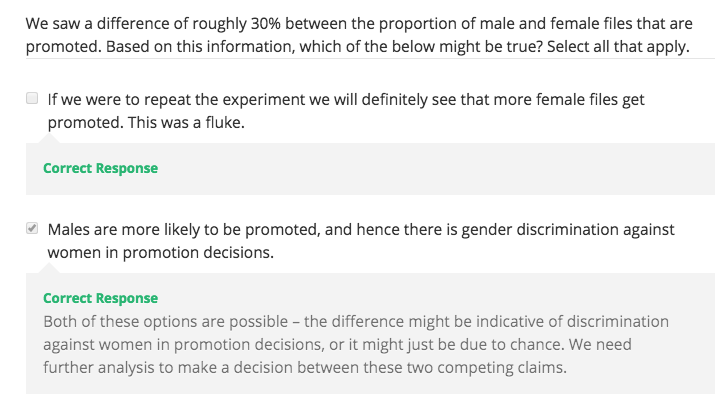 We saw a difference of roughly 30% between the proportion of male and female files that are
promoted. Based on this information, which of the below might be true? Select all that apply.
If we were to repeat the experiment we will definitely see that more female files get
promoted. This was a fluke.
Correct Response
Males are more likely to be promoted, and hence there is gender discrimination against
women in promotion decisions.
Correct Response
Both of these options are possible – the difference might be indicative of discrimination
against women in promotion decisions, or it might just be due to chance. We need
further analysis to make a decision between these two competing claims.